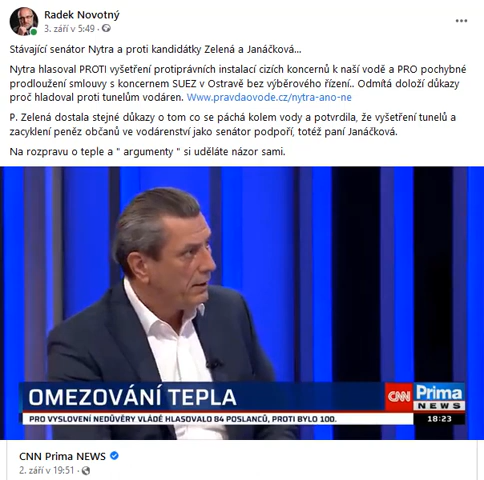 Radek Novotný
3. září v 5:49 ·
Stávající senátor Nytra a proti kandidátky Zelená a Janáčková...
Nytra hlasoval PROTI vyšetření protiprávních instalací cizích koncernů k naší vodě a PRO pochybné
prodloužení smlouvy s koncernem SUEZ v Ostravě bez výběrového řízení.. Odmítá doloží důkazy
proč hladoval proti tunelům vodáren. Www.pravdaovode.cz/nytra-ano-ne
P. Zelená dostala stejné důkazy o tom co se páchá kolem vody a potvrdila, že vyšetření tunelů a
zacyklení peněz občanů ve vodárenství jako senátor podpoří, totéž paní Janáčková.
Na rozpravu o teple a " argumenty " si uděláte názor sami.
OMEZOVÁNÍ TEPLA
CNN Prima NEWS
PRO VYSLOVENÍ NEDŮVĚRY VLÁDĚ HLASOVALO 84 POSLANCŮ, PROTI BYLO 100.
18:23
CNN Prima NEWS
2. září v 19:51 ·